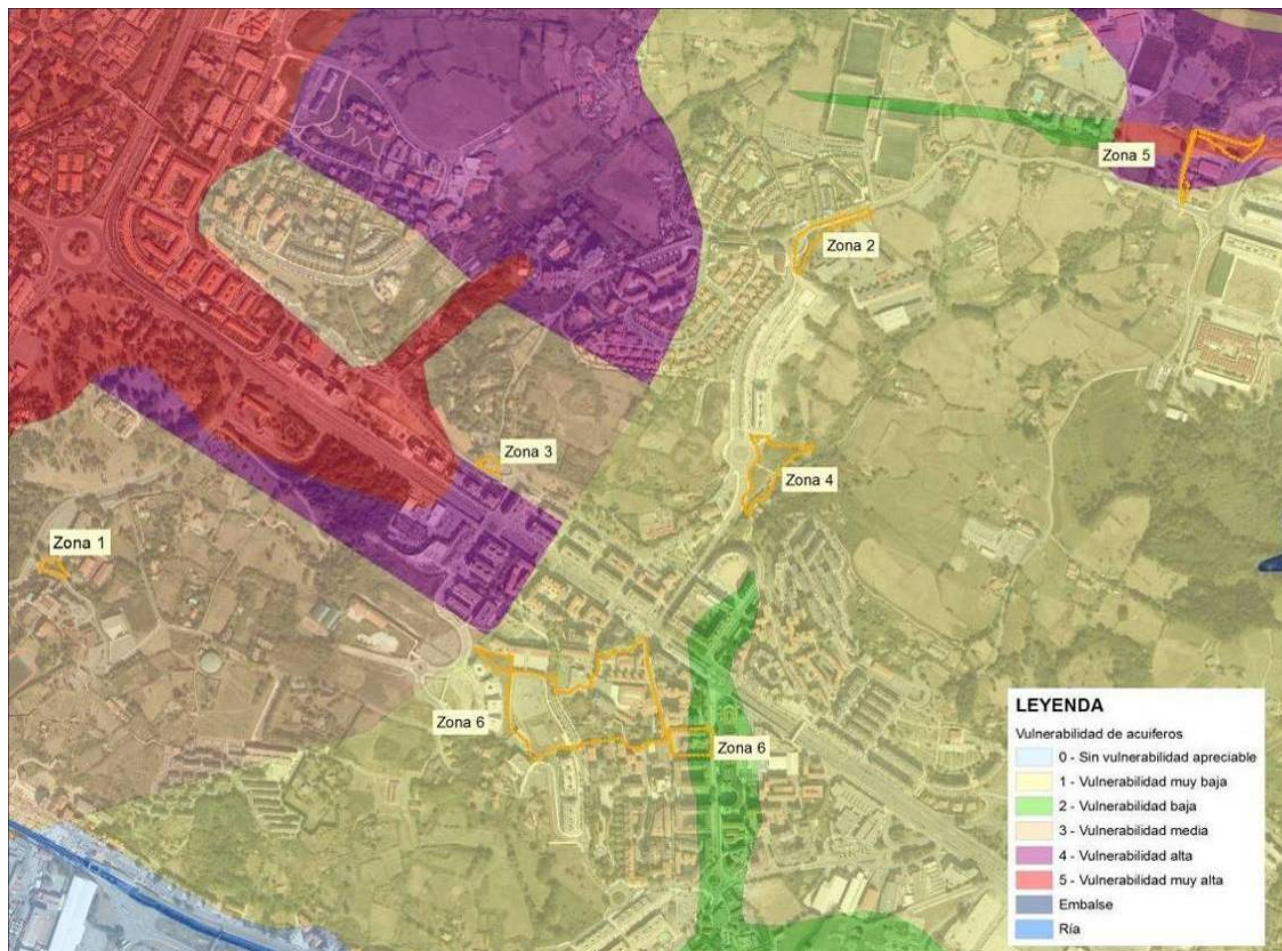 Zona 5
Zona 2
Zona 3
Zona 4
Zona 1
Zona 6
Zona 6
LEYENDA
Vulnerabilidad de acuiferos
0 - Sin vulnerabilidad apreciable
1 - Vulnerabilidad muy baja
2 - Vulnerabilidad baja
3 - Vulnerabilidad media
4 - Vulnerabilidad alta
5 - Vulnerabilidad muy alta
Embalse
Ría